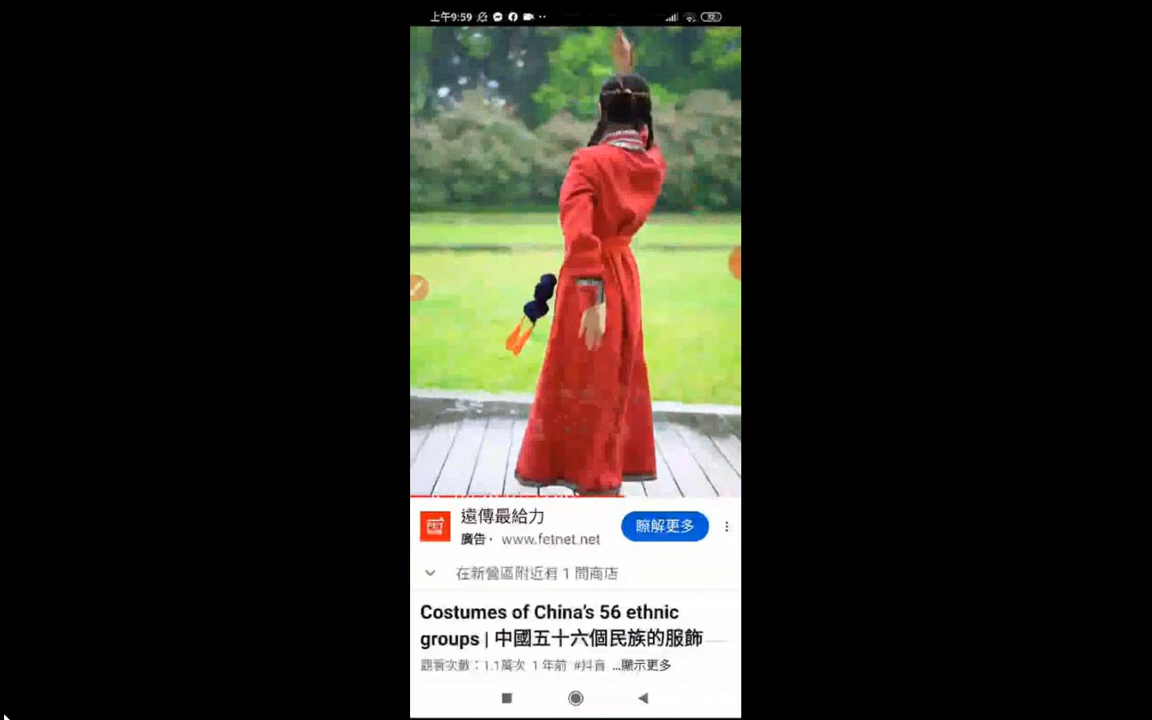 上午9:59
遠傳最給力
廣告· www.fetnet.net
瞭解更多
在新營區附近有 1 間商店
Costumes of China's 56 ethnic
groups | 中國五十六個民族的服飾
觀看次數：1.1萬次 1 年前 #抖音 ...顯示更多